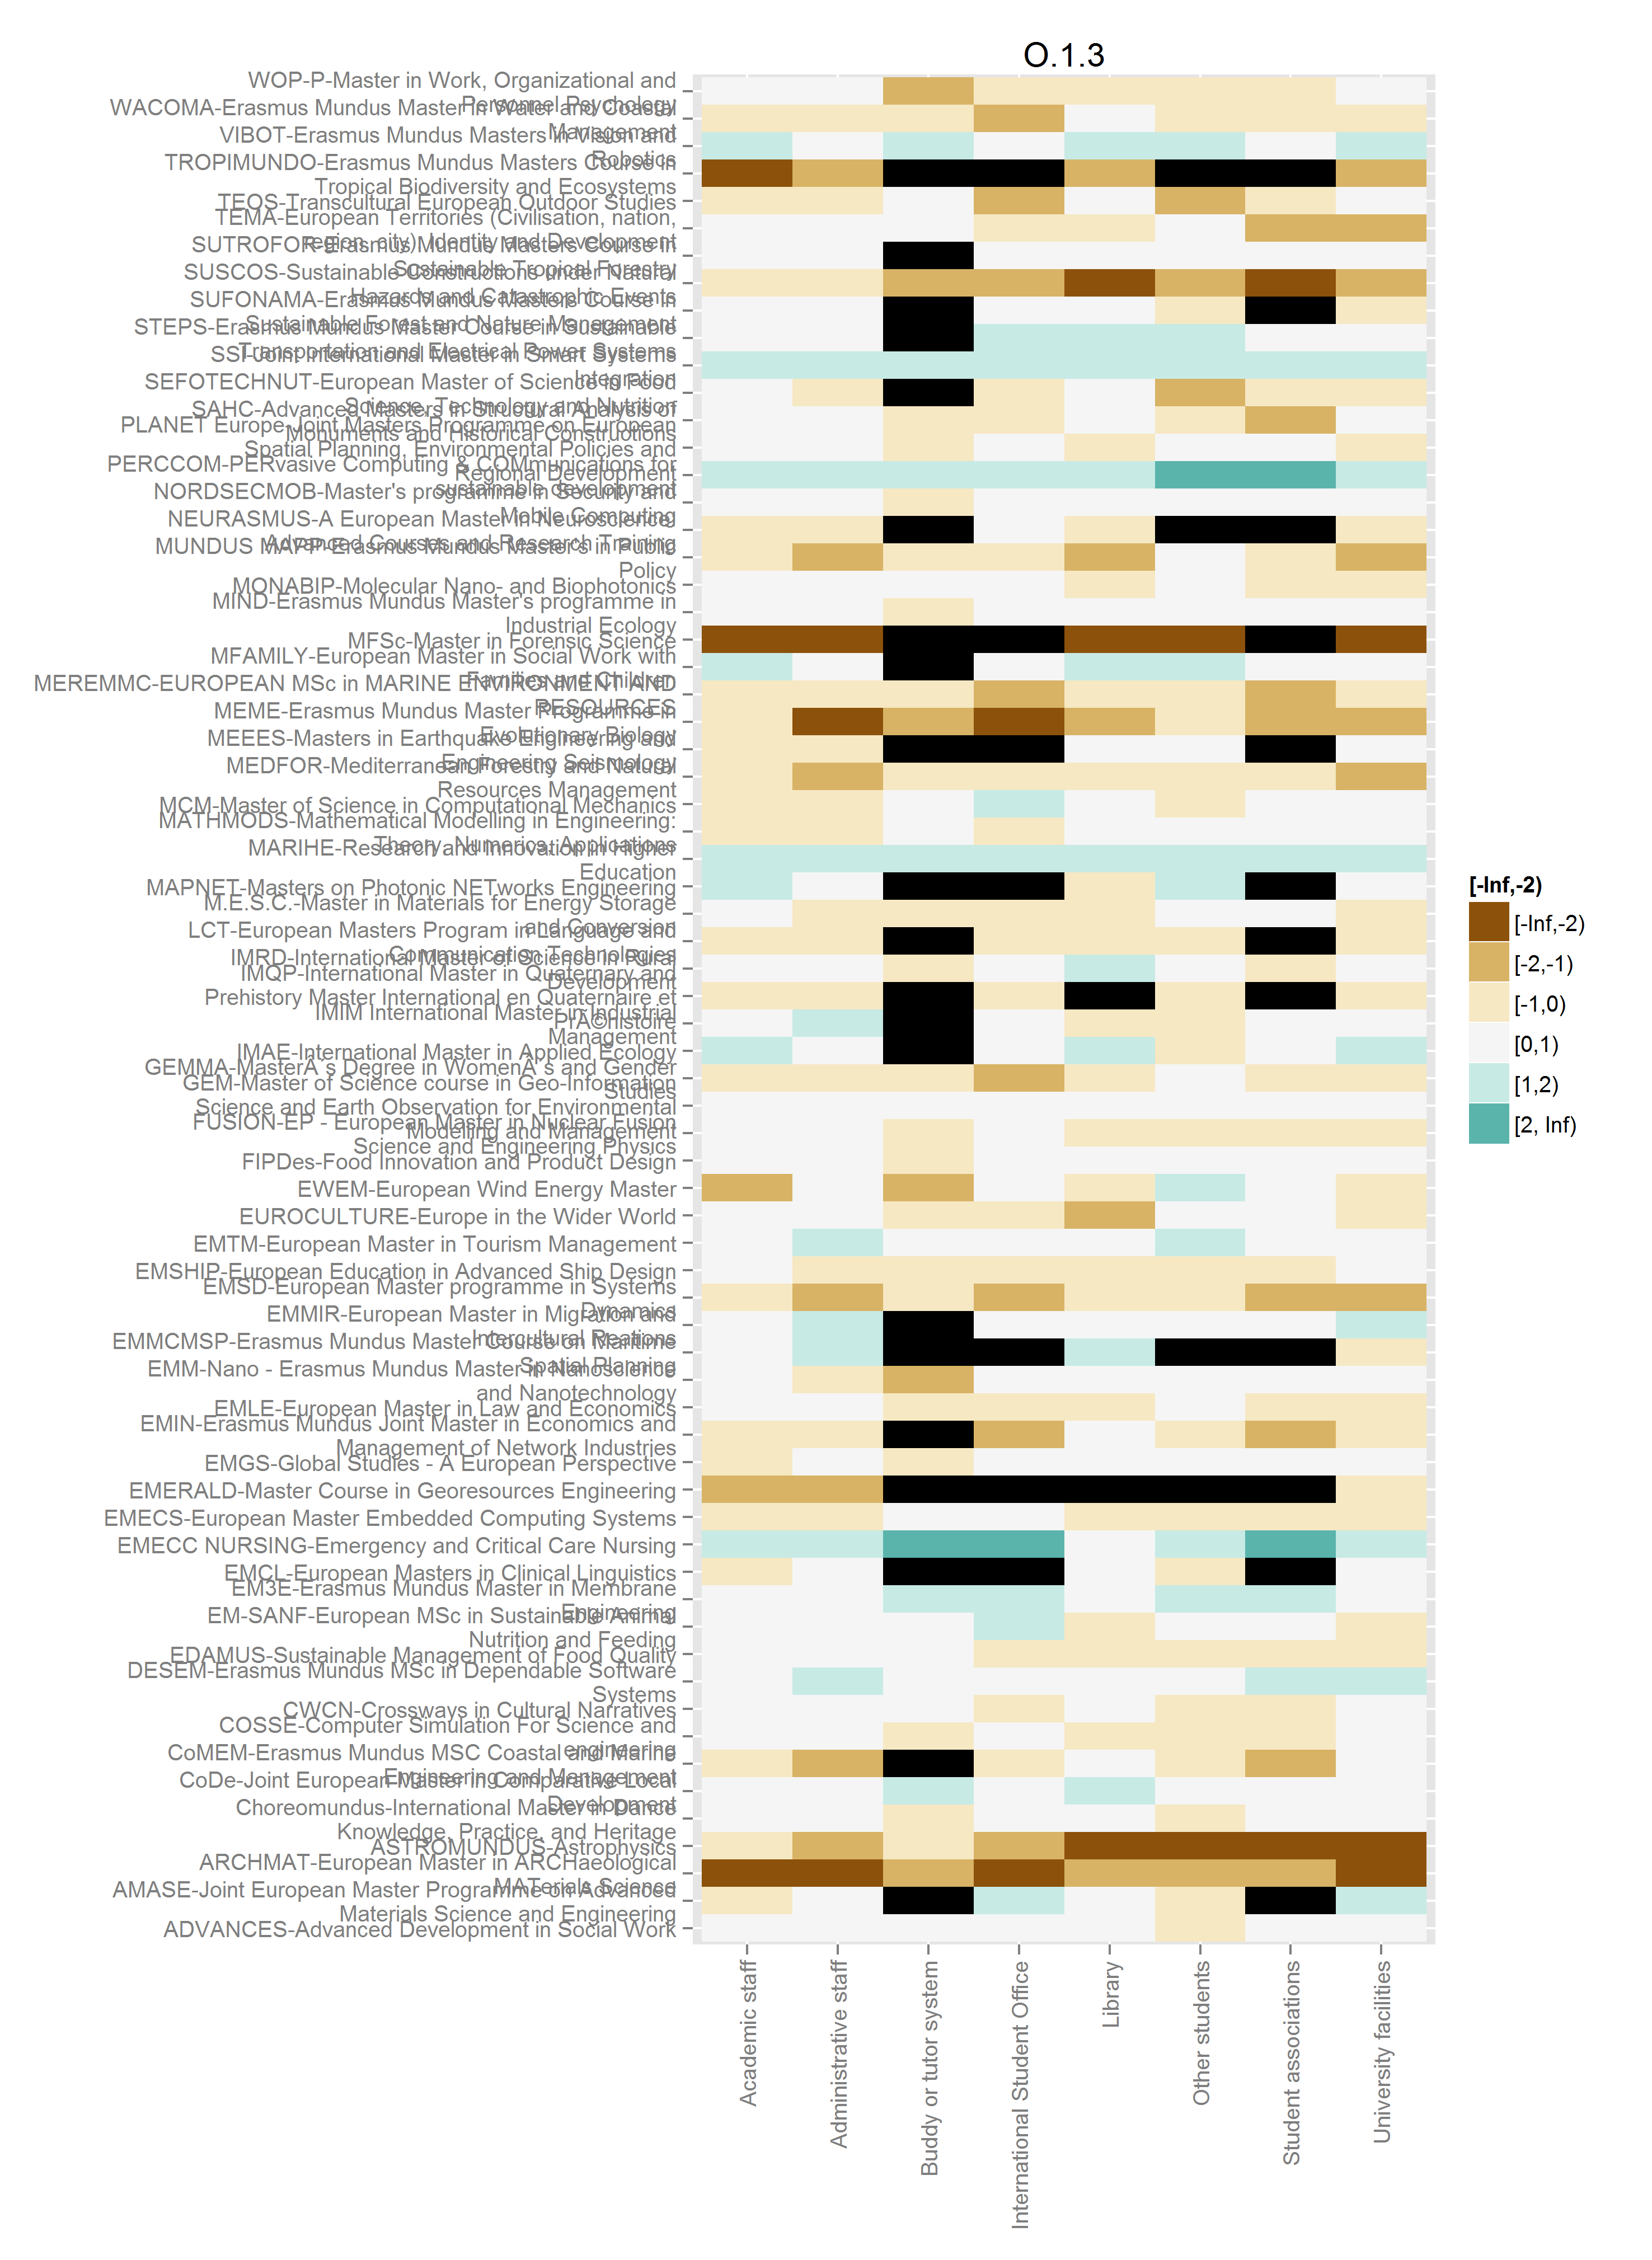 O.1.3
WOP-P-Master in Work, Organizational and
Personnel Psychology
WACOMA-Erasmus Mundus Master in Water and Coastal
Management
VIBOT-Erasmus Mundus Masters in Vision and
Robotics
TROPIMUNDO-Erasmus Mundus Masters Course in
Tropical Biodiversity and Ecosystems
TEOS-Transcultural European Outdoor Studies
TEMA-European Territories (Civilisation, nation,
region, city), Identity and Development
SUTROFOR-Erasmus Mundus Masters Course in
Sustainable Tropical Forestry
SUSCOS-Sustainable Constructions under Natural
Hazards and Catastrophic Events
SUFONAMA-Erasmus Mundus Masters Course in
Sustainable Forest and Nature Management
STEPS-Erasmus Mundus Master Course in Sustainable
Transportation and Electrical Power Systems
SSI-Joint International Master in Smart Systems
Integration
SEFOTECHNUT-European Master of Science in Food
Science, Technology and Nutrition
SAHC-Advanced Masters in Structural Analysis of
Monuments and Historical Constructions
PLANET Europe-Joint Masters Programme on European
Spatial Planning, Environmental Policies and
Regional Development
PERCCOM-PERvasive Computing & COMmunications for
sustainable development
NORDSECMOB-Master's programme in Security and
Mobile Computing
NEURASMUS-A European Master in Neuroscience:
Advanced Courses and Research Training
MUNDUS MAPP-Erasmus Mundus Master's in Public
Policy
MONABIP-Molecular Nano- and Biophotonics
MIND-Erasmus Mundus Master's programme in
Industrial Ecology
MFSc-Master in Forensic Science
MFAMILY-European Master in Social Work with
Families and Children
MEREMMC-EUROPEAN MSc in MARINE ENVIRONMENT AND
RESOURCES
MEME-Erasmus Mundus Master Programme in
Evolutionary Biology
MEEES-Masters in Earthquake Engineering and
Engineering Seismology
MEDFOR-Mediterranean Forestry and Natural
Resources Management
MCM-Master of Science in Computational Mechanics
MATHMODS-Mathematical Modelling in Engineering:
Theory, Numerics, Applications
MARIHE-Research and Innovation in Higher
Education
MAPNET-Masters on Photonic NETworks Engineering
M.E.S.C.-Master in Materials for Energy Storage
and Conversion
LCT-European Masters Program in Language and
Communication Technologies
IMRD-International Master of Science in Rural
Development
IMQP-International Master in Quaternary and
Prehistory Master International en Quaternaire et
PrÃ©histoire
IMIM International Master in Industrial
Management
IMAE-International Master in Applied Ecology
GEMMA-MasterÂ´s Degree in WomenÂ´s and Gender
Studies
GEM-Master of Science course in Geo-Information
Science and Earth Observation for Environmental
Modelling and Management
FUSION-EP - European Master in Nuclear Fusion
Science and Engineering Physics
FIPDes-Food Innovation and Product Design
EWEM-European Wind Energy Master
EUROCULTURE-Europe in the Wider World
EMTM-European Master in Tourism Management
EMSHIP-European Education in Advanced Ship Design
EMSD-European Master programme in Systems
Dynamics
EMMIR-European Master in Migration and
Intercultural Reations
EMMCMSP-Erasmus Mundus Master Course on Maritime
Spatial Planning
EMM-Nano - Erasmus Mundus Master in Nanoscience
and Nanotechnology
EMLE-European Master in Law and Economics
EMIN-Erasmus Mundus Joint Master in Economics and
Management of Network Industries
EMGS-Global Studies - A European Perspective
EMERALD-Master Course in Georesources Engineering
EMECS-European Master Embedded Computing Systems
EMECC NURSING-Emergency and Critical Care Nursing
EMCL-European Masters in Clinical Linguistics
EM3E-Erasmus Mundus Master in Membrane
Engineering
EM-SANF-European MSc in Sustainable Animal
Nutrition and Feeding
EDAMUS-Sustainable Management of Food Quality
DESEM-Erasmus Mundus MSc in Dependable Software
Systems
CWCN-Crossways in Cultural Narratives
COSSE-Computer Simulation For Science and
engineering
CoMEM-Erasmus Mundus MSC Coastal and Marine
Engineering and Management
CoDe-Joint European Master in Comparative Local
Development
Choreomundus-International Master in Dance
Knowledge, Practice, and Heritage
ASTROMUNDUS-Astrophysics
ARCHMAT-European Master in ARCHaeological
MATerials Science
AMASE-Joint European Master Programme on Advanced
Materials Science and Engineering
ADVANCES-Advanced Development in Social Work
Academic staff
Administrative staff
Buddy or tutor system
International Student Office
Library
Other students
Student associations
University facilities
[-Inf,-2)
[-Inf,-2)
[-2,-1)
[-1,0)
[0,1)
[1,2)
[2, Inf)